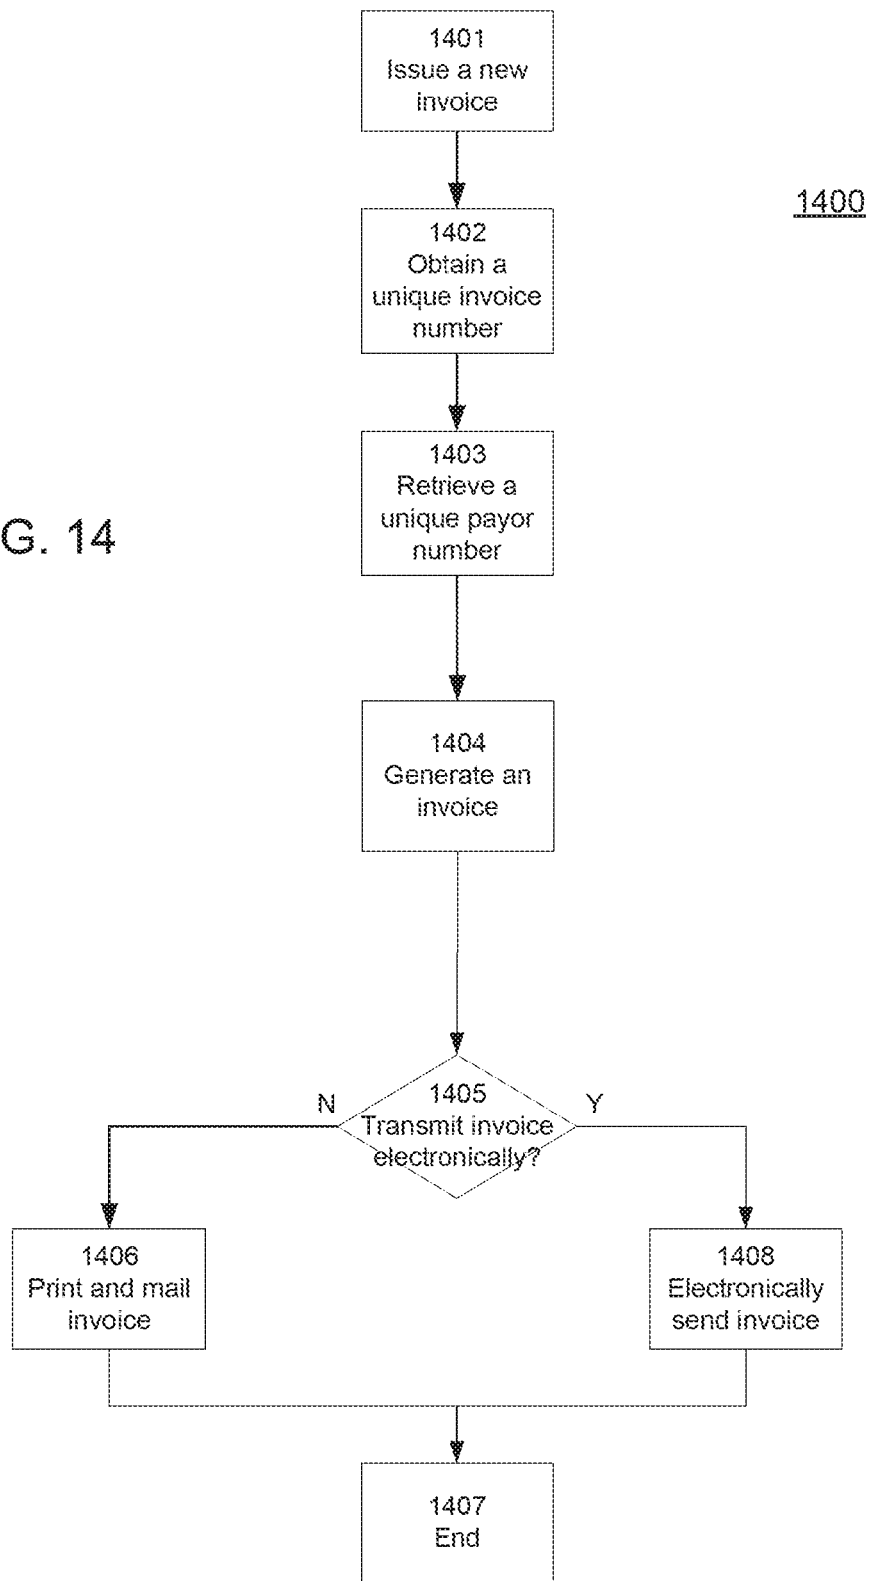 1401
Issue a new
invoice
1400
1402
Obtain a
unique invoice
number
1403
Retrieve a
unique payor
number
G. 14
1404
Generate an
invoice
N
1405
Y
Transmit invoice
electronically?
1406
Print and mail
invoice
1408
Electronically
send invoice
1407
End